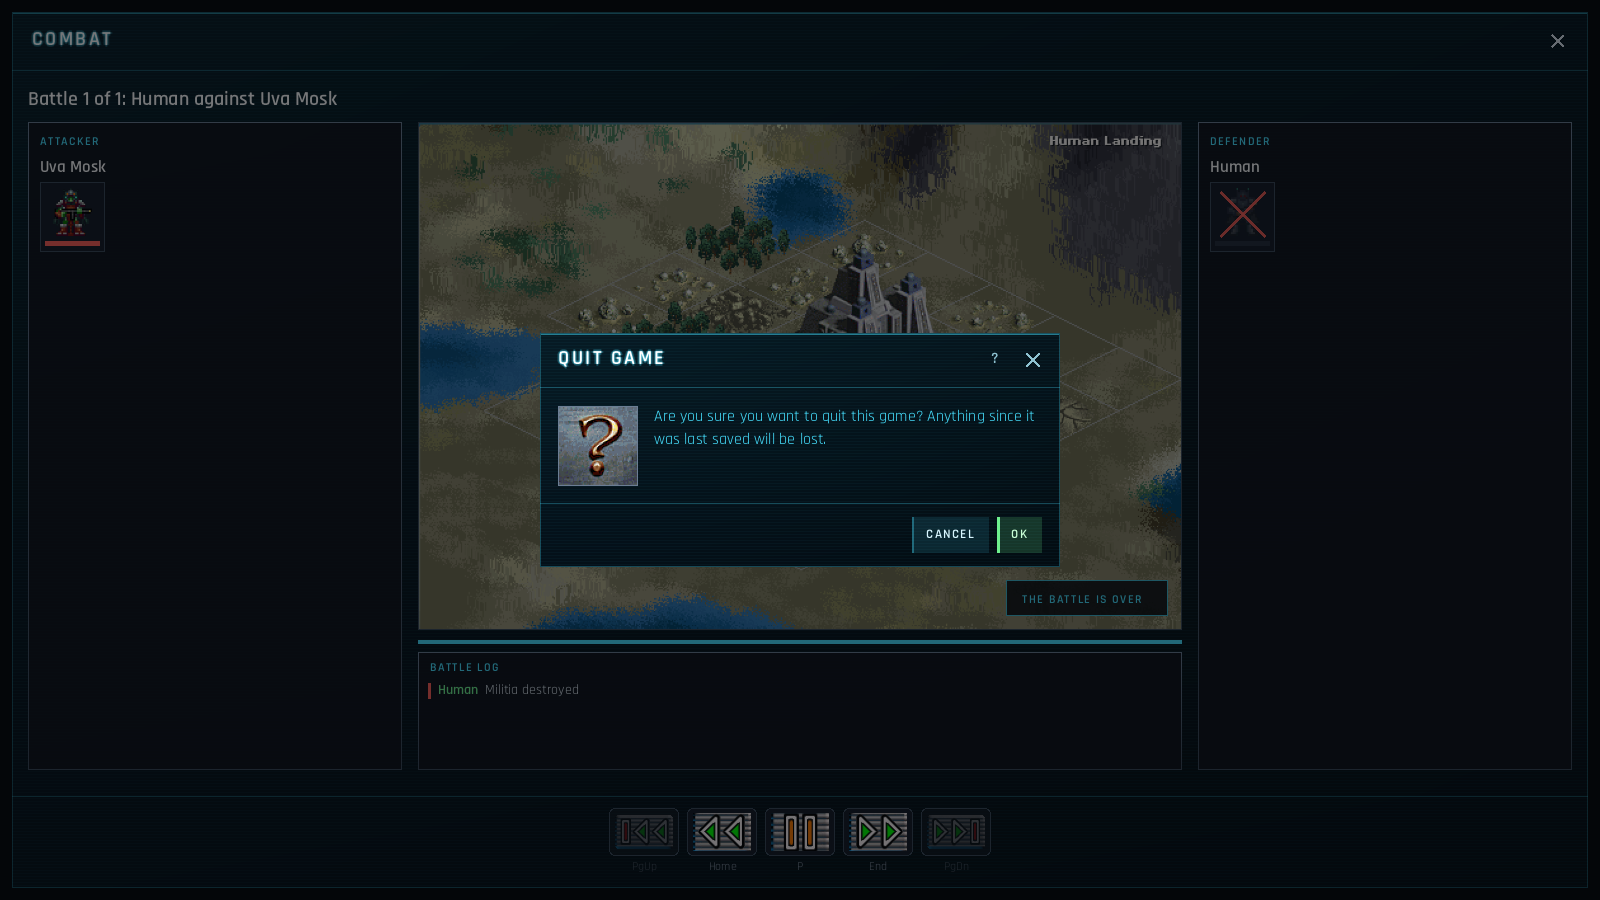 COMBAT
Battle 1 of 1: Human against Uva Mosk
ATTACKER
Uva Mosk
Human Landing
DEFENDER
Human
QUIT GAME
?
Are you sure you want to quit this game? Anything since it
was last saved will be lost.
CANCEL
OK
THE BATTLE IS OVER
BATTLE LOG
Human Militia destroyed
PgUp
Home
P
End
PgDn